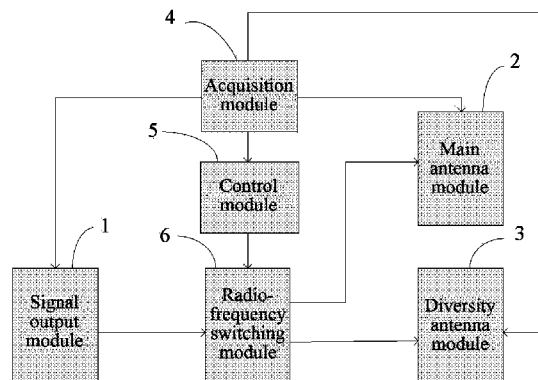 4
Acquisition
module
2
Main
antenna
module
5
Control
module
1
Signal
output
module
6
Radio-
frequency
switching
module
3
Diversity
antenna
module